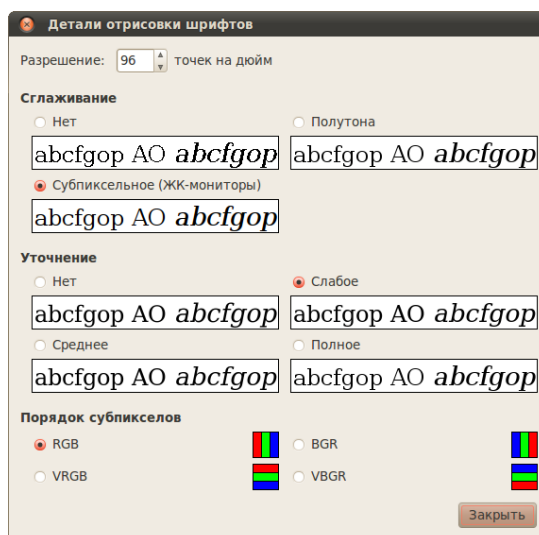 Детали отрисовки шрифтов
Разрешение: 96 точек на дюйм
Сглаживание
Нет Полутона
abcfgop AO abcfgop abcfgop AO abcfgop
Субпиксельное (ЖК-мониторы)
abcfgop AO abcfgop
Уточнение
Нет Слабое
abcfgop AO abcfgop abcfgop AO abcfgop
Среднее Полное
abcfgop AO abcfgop abcfgop AO abcfgop
Порядок субпикселов
RGB BGR
VRGB VBGR
Закрыть